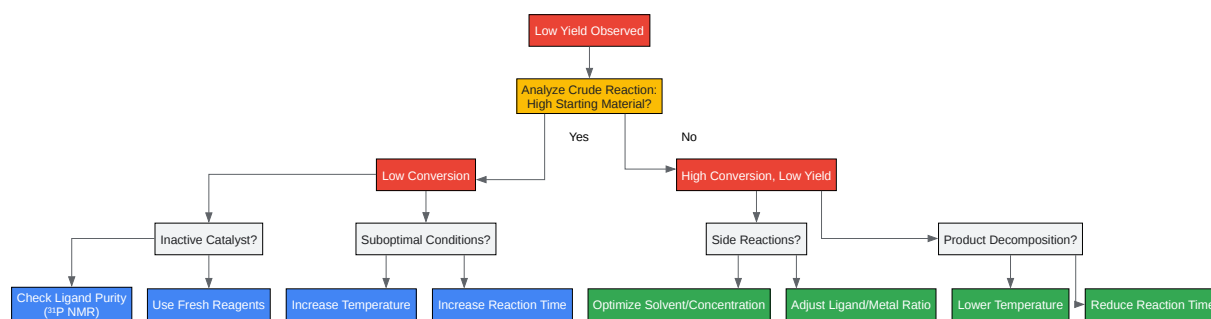 Low Yield Observed
Analyze Crude Reaction:
High Starting Material?
Yes
No
Low Conversion
High Conversion, Low Yield
Inactive Catalyst?
Suboptimal Conditions?
Side Reactions?
Product Decomposition?
Check Ligand Purity
(³¹P NMR)
Use Fresh Reagents
Increase Temperature
Increase Reaction Time
Optimize Solvent/Concentration
Adjust Ligand/Metal Ratio
Lower Temperature
Reduce Reaction Time